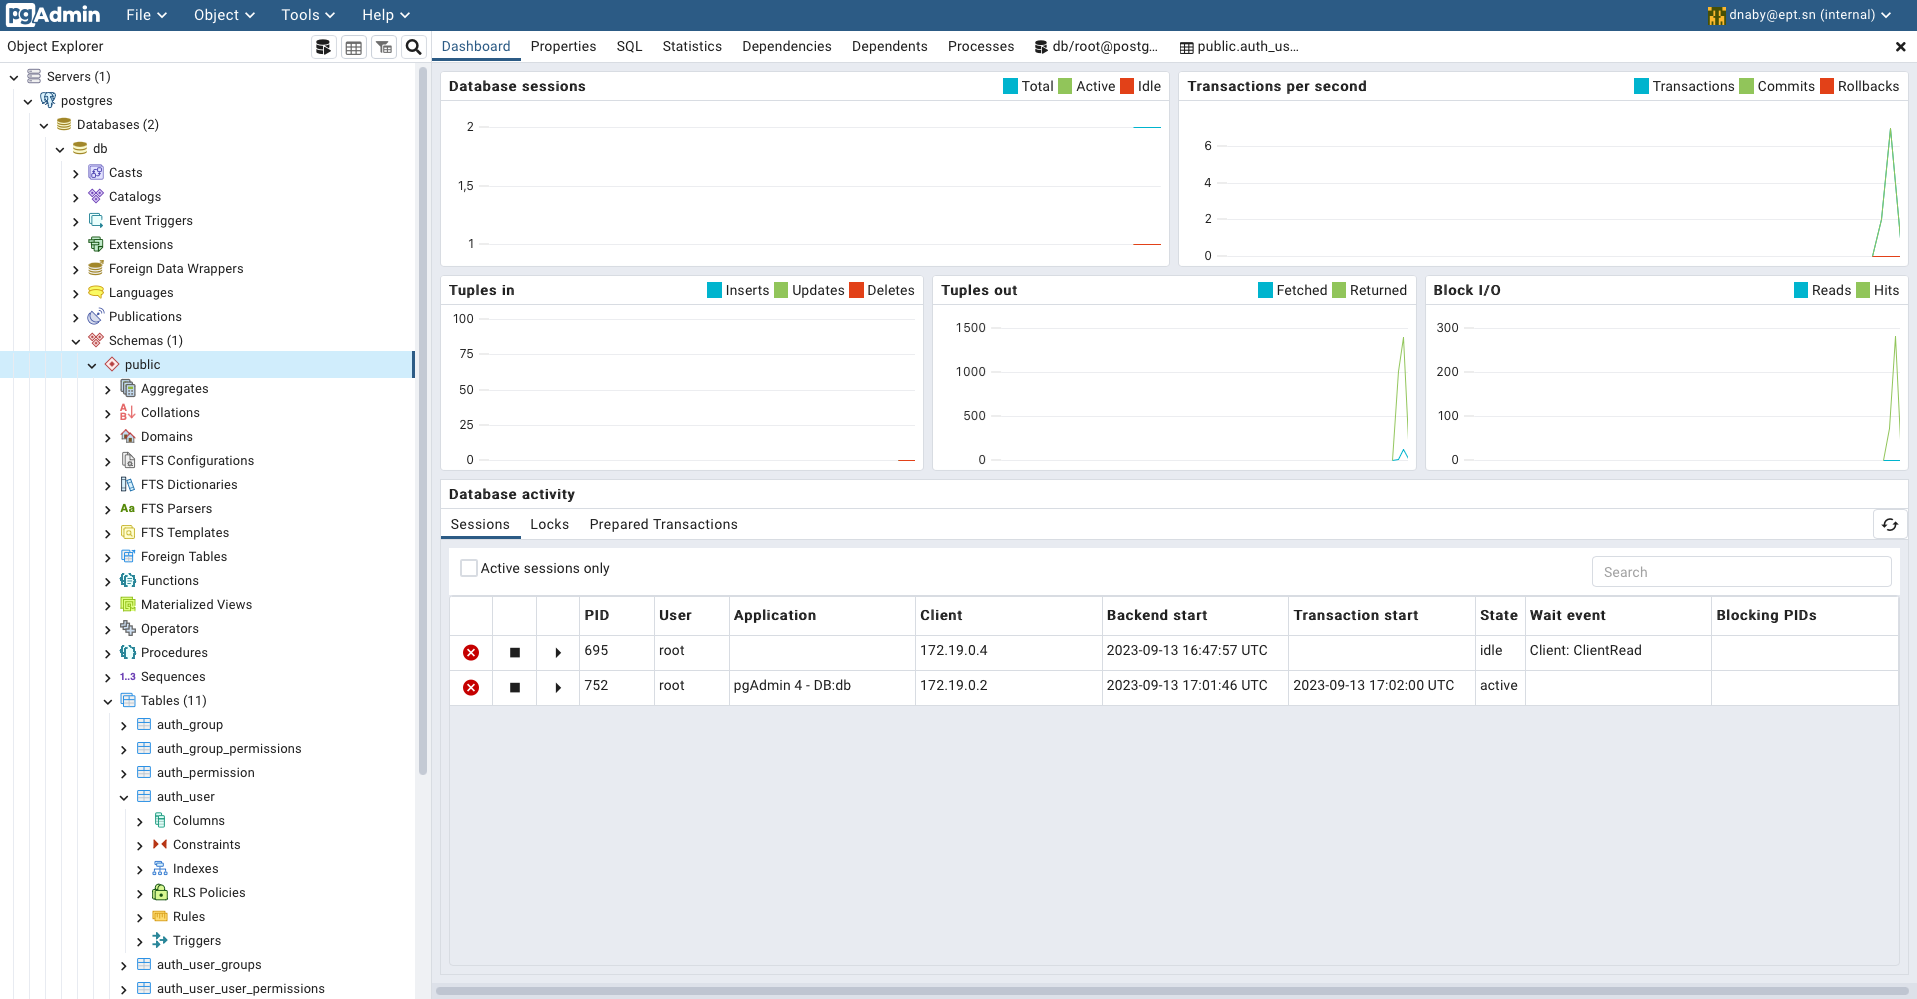 pgAdmin File Object Tools Help dnaby@ept.sn (internal)
Object Explorer
Dashboard Properties SQL Statistics Dependencies Dependents Processes db/root@postg... public.auth_us...
Servers (1)
postgres
Databases (2)
db
Casts
Catalogs
Event Triggers
Extensions
Foreign Data Wrappers
Languages
Publications
Schemas (1)
public
Aggregates
Collations
Domains
FTS Configurations
FTS Dictionaries
Aa FTS Parsers
FTS Templates
Foreign Tables
Functions
Materialized Views
Operators
Procedures
1..3 Sequences
Tables (11)
auth_group
auth_group_permissions
auth_permission
auth_user
Columns
Constraints
Indexes
RLS Policies
Rules
Triggers
auth_user_groups
auth_user_user_permissions
Database sessions Total Active Idle
2
1,5
1
Transactions per second Transactions Commits Rollbacks
6
4
2
0
Tuples in Inserts Updates Deletes
100
75
50
25
0
Tuples out Fetched Returned
1500
1000
500
0
Block I/O Reads Hits
300
200
100
0
Database activity
Sessions Locks Prepared Transactions
Active sessions only Search
PID User Application Client Backend start Transaction start State Wait event Blocking PIDs
695 root 172.19.0.4 2023-09-13 16:47:57 UTC idle Client: ClientRead
752 root pgAdmin 4 - DB:db 172.19.0.2 2023-09-13 17:01:46 UTC 2023-09-13 17:02:00 UTC active